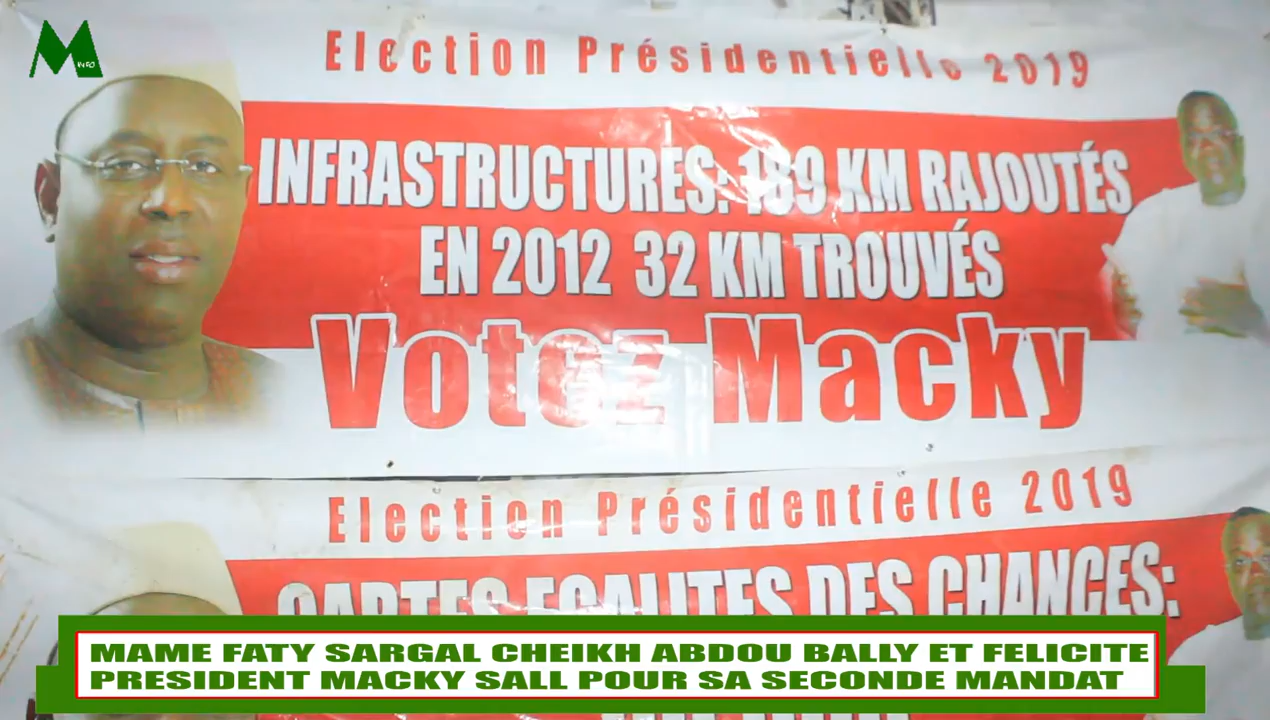 M
INFO
Election Présidentielle 2019
INFRASTRUCTURES: 189 KM RAJOUTÉS
EN 2012 32 KM TROUVÉS
Votez Macky
Election Présidentielle 2019
CARTES EGALITES DES CHANCES:
MAME FATY SARGAL CHEIKH ABDOU BALLY ET FELICITE
PRESIDENT MACKY SALL POUR SA SECONDE MANDAT